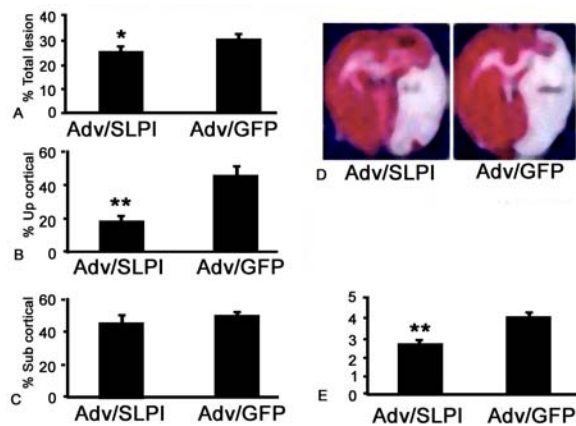 40
30
20
10
0
% Total lesion
*
A
Adv/SLPI Adv/GFP
60
40
20
0
% Up cortical
**
B
Adv/SLPI Adv/GFP
60
40
20
0
% Sub cortical
C
Adv/SLPI Adv/GFP
D
Adv/SLPI Adv/GFP
5
4
3
2
1
0
**
E
Adv/SLPI Adv/GFP